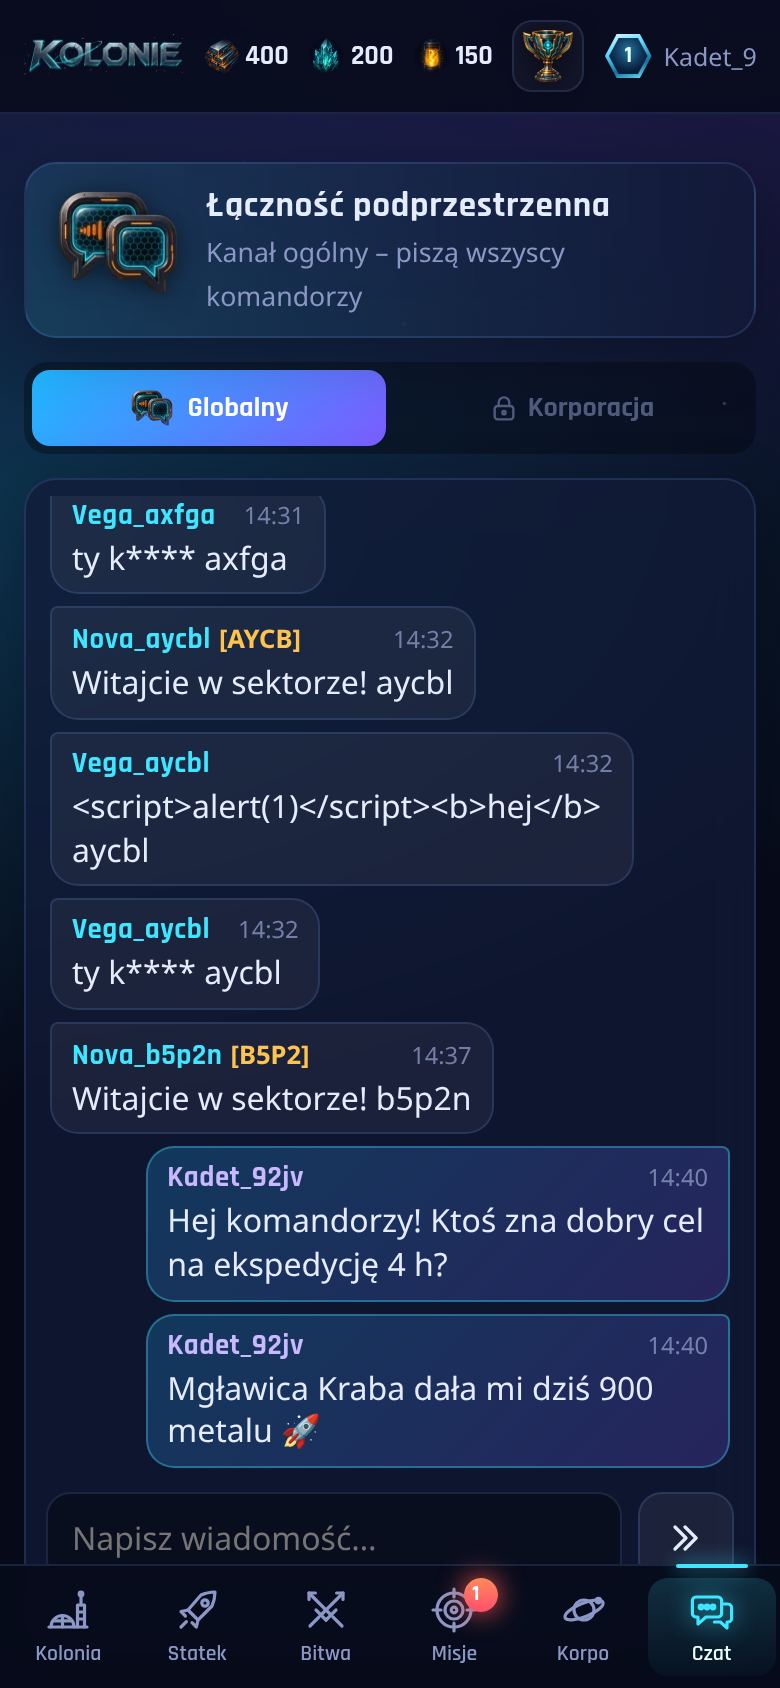 KOLONIE 400 200 150 1 Kadet_9
Łączność podprzestrzenna
Kanał ogólny – piszą wszyscy
komandorzy
Globalny Korporacja
Vega_axfga 14:31
ty k**** axfga
Nova_aycbl [AYCB] 14:32
Witajcie w sektorze! aycbl
Vega_aycbl 14:32
<script>alert(1)</script><b>hej</b>
aycbl
Vega_aycbl 14:32
ty k**** aycbl
Nova_b5p2n [B5P2] 14:37
Witajcie w sektorze! b5p2n
Kadet_92jv 14:40
Hej komandorzy! Ktoś zna dobry cel
na ekspedycję 4 h?
Kadet_92jv 14:40
Mgławica Kraba dała mi dziś 900
metalu 🚀
Napisz wiadomość...
1
Kolonia Statek Bitwa Misje Korpo Czat